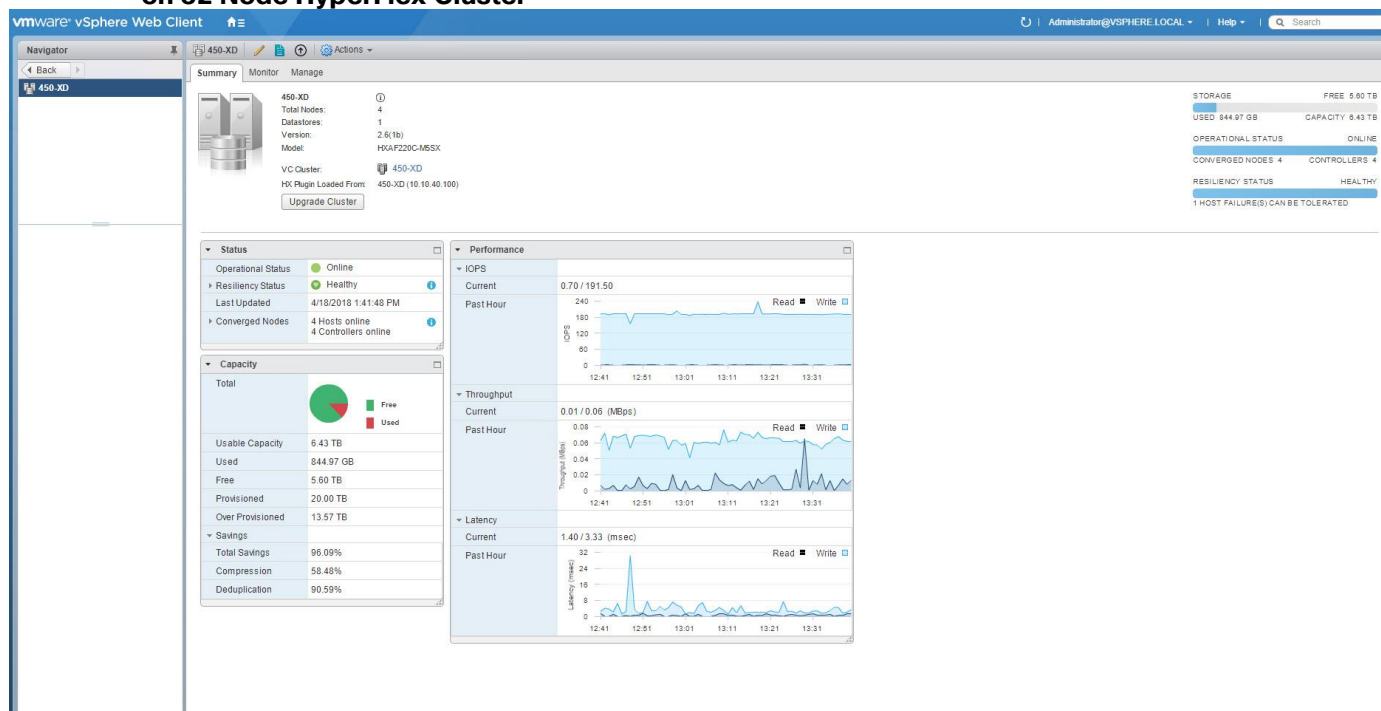 on 32 Node HyperFlex Cluster
vmware® vSphere Web Client
Administrator@VSPHERE.LOCAL
Help
Search
Navigator
450-XD
Actions
Back
450-XD
Summary Monitor Manage
450-XD
Total Nodes: 4
Datastores: 1
Version: 2.6(1b)
Model: HXAF220C-M5SX
VC Cluster: 450-XD
HX Plugin Loaded From: 450-XD (10.10.40.100)
Upgrade Cluster
STORAGE FREE 5.60 TB
USED 844.97 GB CAPACITY 6.43 TB
OPERATIONAL STATUS ONLINE
CONVERGED NODES 4 CONTROLLERS 4
RESILIENCY STATUS HEALTHY
1 HOST FAILURE(S) CAN BE TOLERATED
Status
Operational Status Online
Resiliency Status Healthy
Last Updated 4/18/2018 1:41:48 PM
Converged Nodes 4 Hosts online
4 Controllers online
Capacity
Total
Free
Used
Usable Capacity 6.43 TB
Used 844.97 GB
Free 5.60 TB
Provisioned 20.00 TB
Over Provisioned 13.57 TB
Savings
Total Savings 96.09%
Compression 58.48%
Deduplication 90.59%
Performance
IOPS
Current 0.70 / 191.50
Past Hour
Read Write
IOPS
240
180
120
60
0
12:41 12:51 13:01 13:11 13:21 13:31
Throughput
Current 0.01 / 0.06 (MBps)
Past Hour
Read Write
Throughput (MBps)
0.08
0.06
0.04
0.02
0
12:41 12:51 13:01 13:11 13:21 13:31
Latency
Current 1.40 / 3.33 (msec)
Past Hour
Read Write
Latency (msec)
32
24
16
8
0
12:41 12:51 13:01 13:11 13:21 13:31